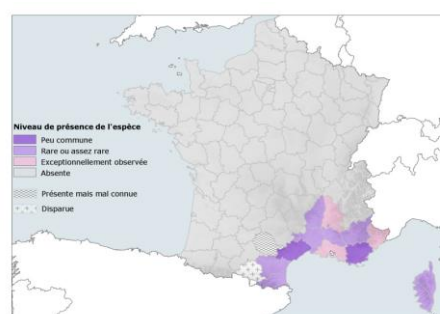 Niveau de présence de l'espèce
Peu commune
Rare ou assez rare
Exceptionnellement observée
Absente
Présente mais mal connue
Disparue